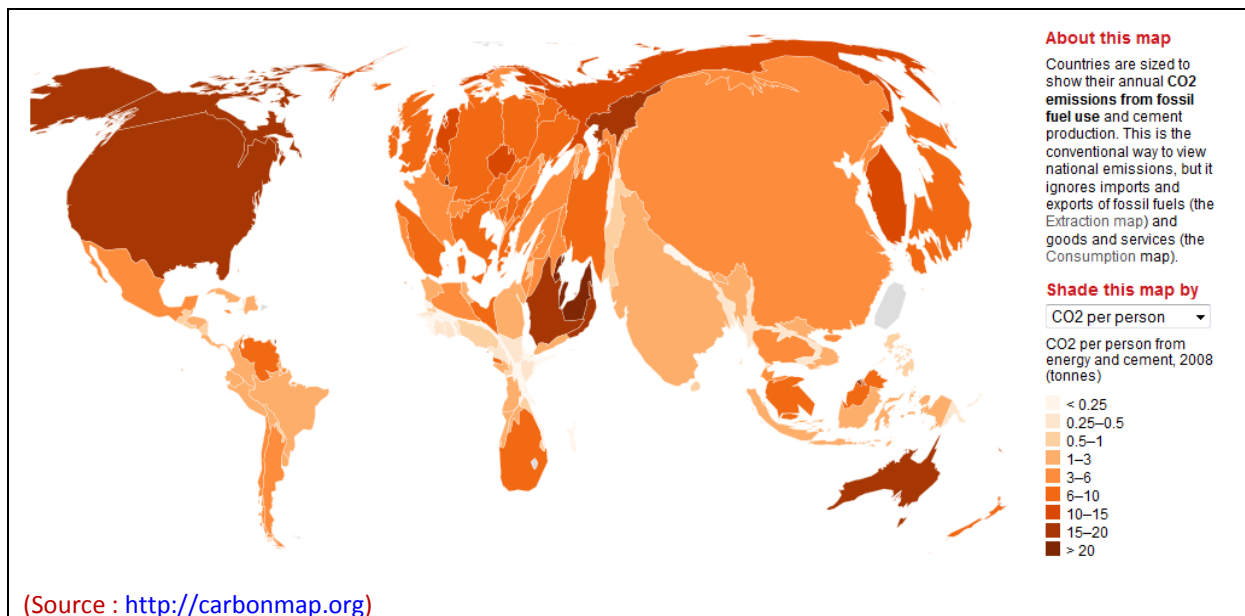 About this map
Countries are sized to
show their annual CO2
emissions from fossil
fuel use and cement
production. This is the
conventional way to view
national emissions, but it
ignores imports and
exports of fossil fuels (the
Extraction map) and
goods and services (the
Consumption map).
Shade this map by
CO2 per person
CO2 per person from
energy and cement, 2008
(tonnes)
< 0.25
0.25–0.5
0.5–1
1–3
3–6
6–10
10–15
15–20
> 20
(Source : http://carbonmap.org)